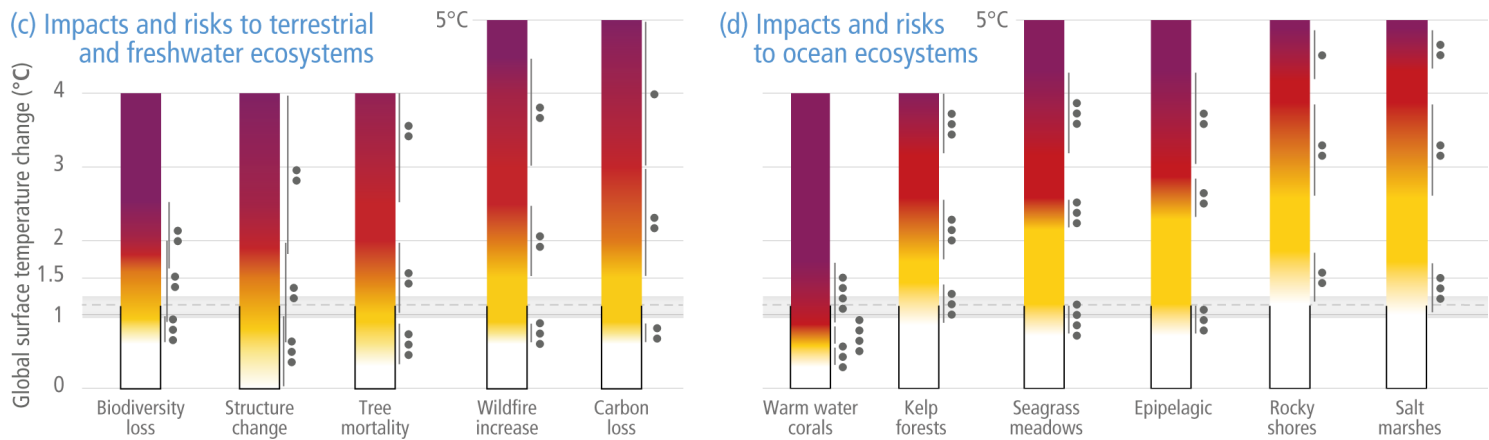 (c) Impacts and risks to terrestrial
and freshwater ecosystems
5°C
Global surface temperature change (°C)
4
3
2
1.5
1
0
Biodiversity
loss
Structure
change
Tree
mortality
Wildfire
increase
Carbon
loss
(d) Impacts and risks
to ocean ecosystems
5°C
Warm water
corals
Kelp
forests
Seagrass
meadows
Epipelagic
Rocky
shores
Salt
marshes